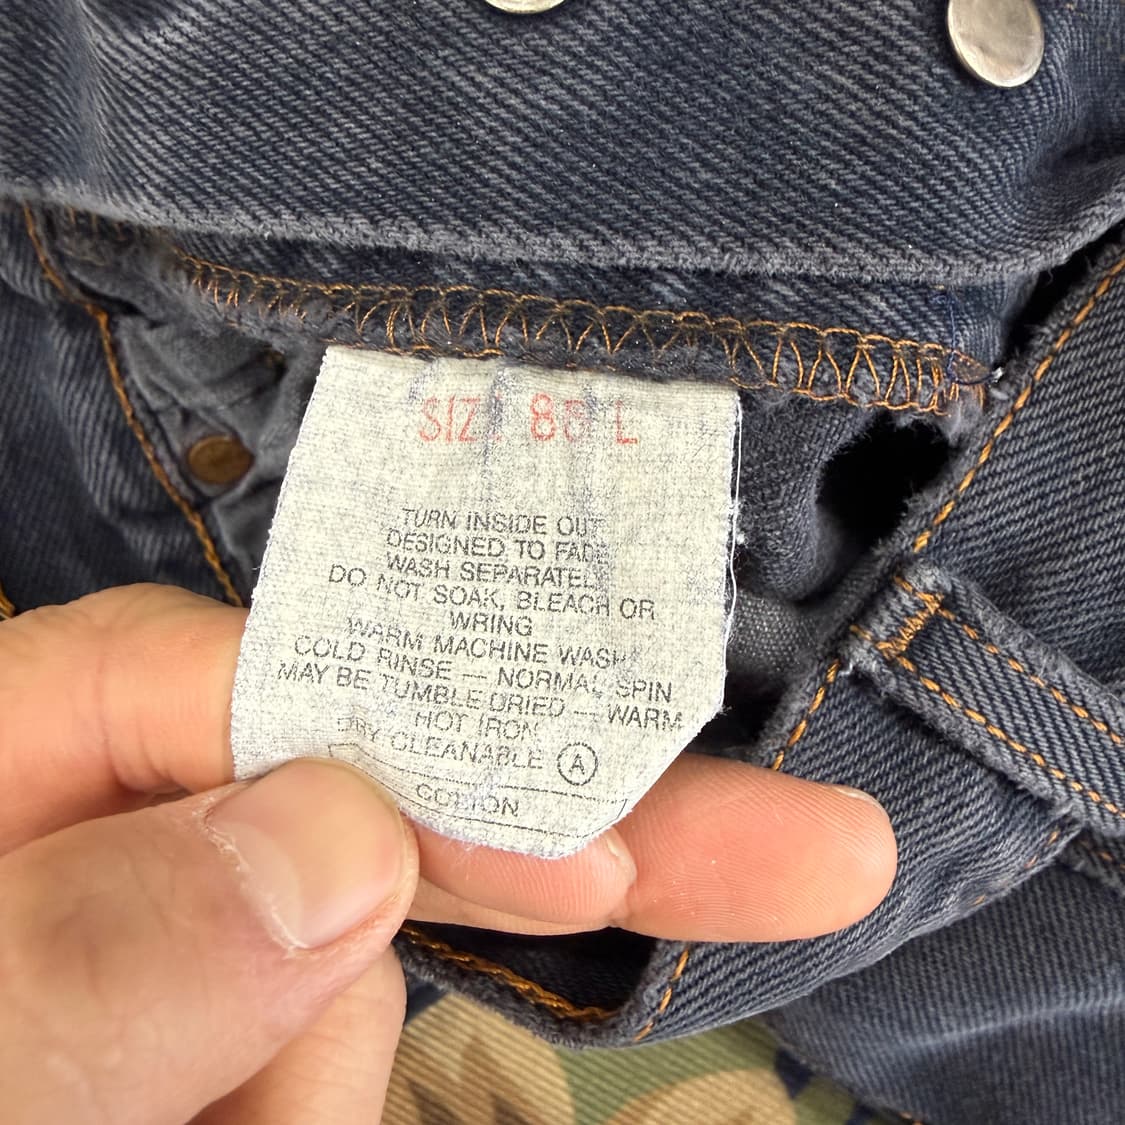 SIZE L
TURN INSIDE OUT
DESIGNED TO FADE
WASH SEPARATELY
DO NOT SOAK, BLEACH OR
WRING
WARM MACHINE WASH
COLD RINSE — NORMAL SPIN
MAY BE TUMBLE DRIED — WARM
HOT IRON
DRY CLEANABLE A
COTTON